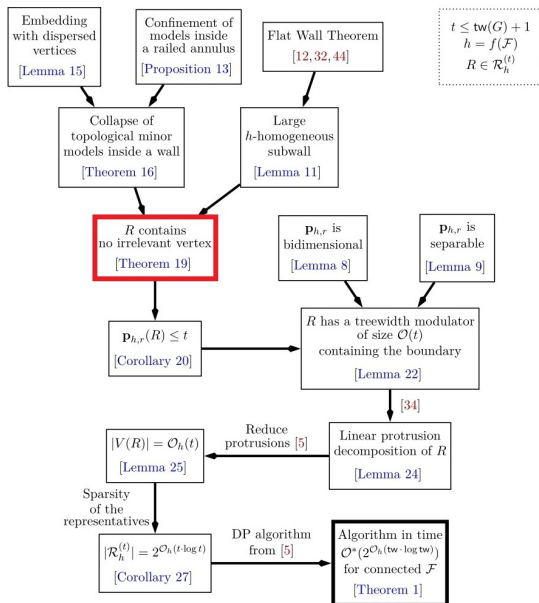 Embedding
with dispersed
vertices
[Lemma 15]
Confinement of
models inside
a railed annulus
[Proposition 13]
Flat Wall Theorem
[12, 32, 44]
t ≤ tw(G) + 1
h = f(ℱ)
R ∈ ℛ_h^(t)
Collapse of
topological minor
models inside a wall
[Theorem 16]
Large
h-homogeneous
subwall
[Lemma 11]
R contains
no irrelevant vertex
[Theorem 19]
p_{h,r} is
bidimensional
[Lemma 8]
p_{h,r} is
separable
[Lemma 9]
p_{h,r}(R) ≤ t
[Corollary 20]
R has a treewidth modulator
of size 𝒪(t)
containing the boundary
[Lemma 22]
[34]
|V(R)| = 𝒪_h(t)
[Lemma 25]
Reduce
protrusions [5]
Linear protrusion
decomposition of R
[Lemma 24]
Sparsity
of the
representatives
|ℛ_h^(t)| = 2^{𝒪_h(t·log t)}
[Corollary 27]
DP algorithm
from [5]
Algorithm in time
𝒪*(2^{𝒪_h(tw·log tw)})
for connected ℱ
[Theorem 1]